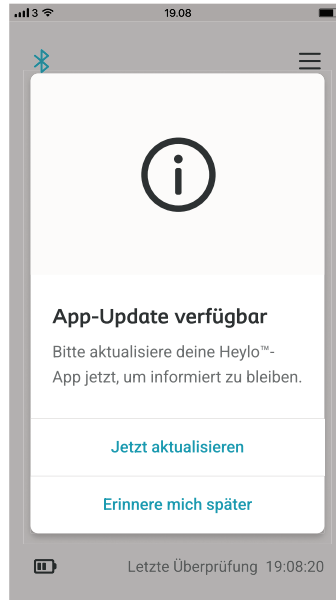 3 19.08
App-Update verfügbar
Bitte aktualisiere deine Heylo™-
App jetzt, um informiert zu bleiben.
Jetzt aktualisieren
Erinnere mich später
Letzte Überprüfung 19:08:20